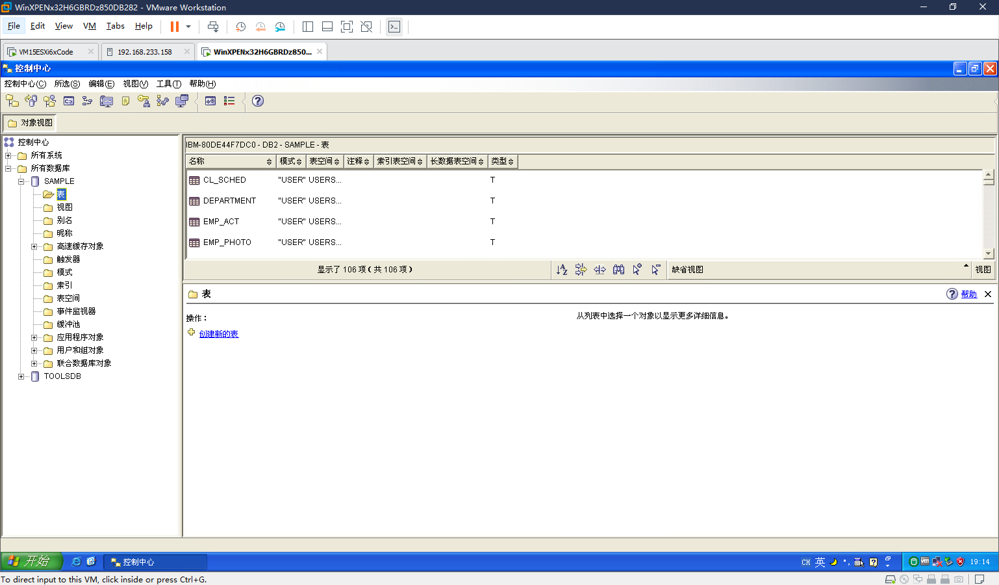 WinXPENx32H6GBRDz850DB282 - VMware Workstation
File Edit View VM Tabs Help
VM15ESXi6xCode 192.168.233.158 WinXPENx32H6GBRDz850...
控制中心
控制中心(C) 所选(S) 编辑(E) 视图(V) 工具(T) 帮助(H)
对象视图
控制中心
所有系统
所有数据库
SAMPLE
表
视图
别名
昵称
高速缓存对象
触发器
模式
索引
表空间
事件监视器
缓冲池
应用程序对象
用户和组对象
联合数据库对象
TOOLSDB
IBM-80DE44F7DC0 - DB2 - SAMPLE - 表
名称 模式 表空间 注释 索引表空间 长数据表空间 类型
CL_SCHED "USER" USERS... T
DEPARTMENT "USER" USERS... T
EMP_ACT "USER" USERS... T
EMP_PHOTO "USER" USERS... T
显示了 106 项（共 106 项） 缺省视图 视图
表 帮助
操作：
创建新的表
从列表中选择一个对象以显示更多详细信息。
开始 控制中心 CH 英 19:14
To direct input to this VM, click inside or press Ctrl+G.